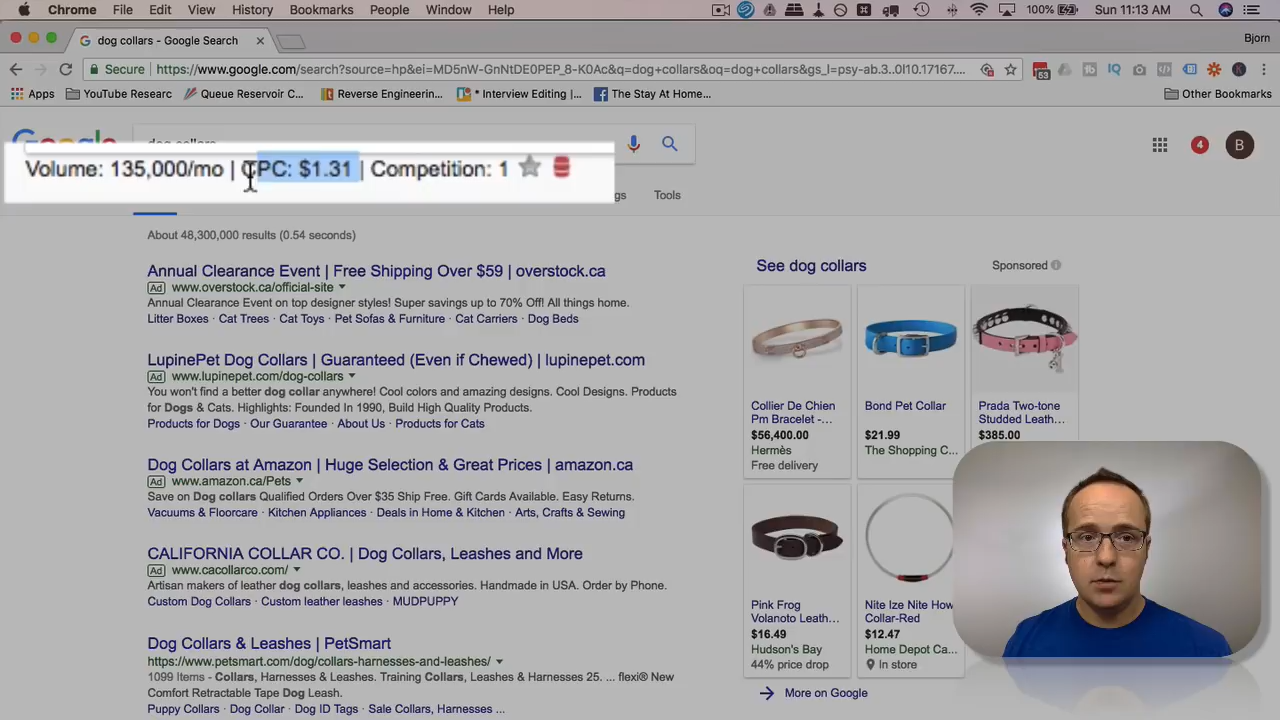 Chrome File Edit View History Bookmarks People Window Help
100% Sun 11:13 AM
dog collars - Google Search
Bjorn
Secure https://www.google.com/search?source=hp&ei=MD5nW-GnNtDE0PEP_8-K0Ac&q=dog+collars&oq=dog+collars&gs_l=psy-ab.3..0l10.17167....
53
Apps YouTube Researc Queue Reservoir C... Reverse Engineerin... * Interview Editing |... The Stay At Home... Other Bookmarks
4 B
Volume: 135,000/mo | CPC: $1.31 | Competition: 1
Tools
About 48,300,000 results (0.54 seconds)
Annual Clearance Event | Free Shipping Over $59 | overstock.ca
Ad www.overstock.ca/official-site
Annual Clearance Event on top designer styles! Super savings up to 70% Off! All things home.
Litter Boxes · Cat Trees · Cat Toys · Pet Sofas & Furniture · Cat Carriers · Dog Beds
LupinePet Dog Collars | Guaranteed (Even if Chewed) | lupinepet.com
Ad www.lupinepet.com/dog-collars
You won't find a better dog collar anywhere! Cool colors and amazing designs. Cool Designs. Products
for Dogs & Cats. Highlights: Founded In 1990, Build High Quality Products.
Products for Dogs · Our Guarantee · About Us · Products for Cats
Dog Collars at Amazon | Huge Selection & Great Prices | amazon.ca
Ad www.amazon.ca/Pets
Save on Dog collars Qualified Orders Over $35 Ship Free. Gift Cards Available. Easy Returns.
Vacuums & Floorcare · Kitchen Appliances · Deals in Home & Kitchen · Arts, Crafts & Sewing
CALIFORNIA COLLAR CO. | Dog Collars, Leashes and More
Ad www.cacollarco.com/
Artisan makers of leather dog collars, leashes and accessories. Handmade in USA. Order by Phone.
Custom Dog Collars · Custom leather leashes · MUDPUPPY
Dog Collars & Leashes | PetSmart
https://www.petsmart.com/dog/collars-harnesses-and-leashes/
1099 Items - Collars, Harnesses & Leashes. Training Collars, Leashes & Harnesses 25. ... flexi® New
Comfort Retractable Tape Dog Leash.
Puppy Collars · Dog Collar · Dog ID Tags · Sale Collars, Harnesses ...
See dog collars
Sponsored
Collier De Chien
Pm Bracelet -...
$56,400.00
Hermès
Free delivery
Bond Pet Collar
$21.99
The Shopping C...
Prada Two-tone
Studded Leath...
$385.00
Pink Frog
Volanoto Leath...
$16.49
Hudson's Bay
44% price drop
Nite Ize Nite How
Collar-Red
$12.47
Home Depot Ca...
In store
More on Google